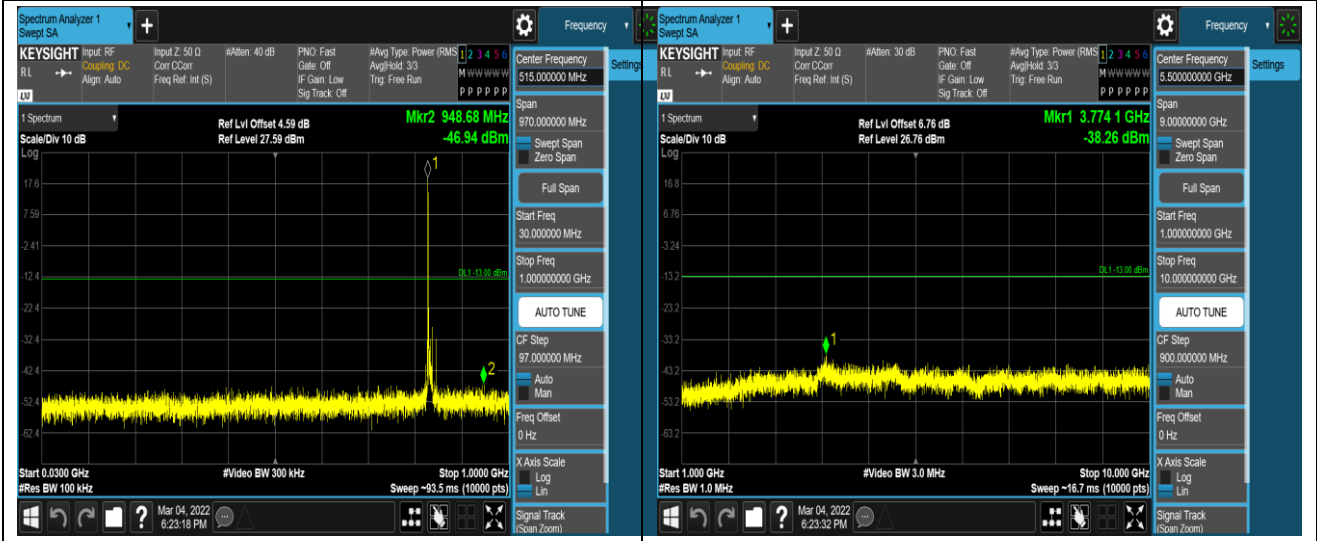 Spectrum Analyzer 1
Swept SA
Frequency
KEYSIGHT
Input: RF
Coupling: DC
Align: Auto
Input Z: 50 Ω
Corr CCorr
Freq Ref: Int (S)
#Atten: 40 dB
PNO: Fast
Gate: Off
IF Gain: Low
Sig Track: Off
#Avg Type: Power (RMS
Avg|Hold: 3/3
Trig: Free Run
1 2 3 4 5 6
M W W W W W
P P P P P P
RL
LXI
Center Frequency
515.000000 MHz
Settings
1 Spectrum
Scale/Div 10 dB
Log
Ref Lvl Offset 4.59 dB
Ref Level 27.59 dBm
Mkr2 948.68 MHz
-46.94 dBm
Span
970.000000 MHz
Swept Span
Zero Span
Full Span
Start Freq
30.000000 MHz
Stop Freq
1.000000000 GHz
AUTO TUNE
CF Step
97.000000 MHz
Auto
Man
Freq Offset
0 Hz
X Axis Scale
Log
Lin
Signal Track
(Span Zoom)
1
17.6
7.59
-2.41
-12.4
DL1 -13.00 dBm
-22.4
-32.4
-42.4
2
-52.4
-62.4
Start 0.0300 GHz
#Video BW 300 kHz
Stop 1.0000 GHz
#Res BW 100 kHz
Sweep ~93.5 ms (10000 pts)
?
Mar 04, 2022
6:23:18 PM
Spectrum Analyzer 1
Swept SA
Frequency
KEYSIGHT
Input: RF
Coupling: DC
Align: Auto
Input Z: 50 Ω
Corr CCorr
Freq Ref: Int (S)
#Atten: 30 dB
PNO: Fast
Gate: Off
IF Gain: Low
Sig Track: Off
#Avg Type: Power (RMS
Avg|Hold: 3/3
Trig: Free Run
1 2 3 4 5 6
M W W W W W
P P P P P P
RL
LXI
Center Frequency
5.500000000 GHz
Settings
1 Spectrum
Scale/Div 10 dB
Log
Ref Lvl Offset 6.76 dB
Ref Level 26.76 dBm
Mkr1 3.774 1 GHz
-38.26 dBm
Span
9.00000000 GHz
Swept Span
Zero Span
Full Span
Start Freq
1.000000000 GHz
Stop Freq
10.000000000 GHz
AUTO TUNE
CF Step
900.000000 MHz
Auto
Man
Freq Offset
0 Hz
X Axis Scale
Log
Lin
Signal Track
(Span Zoom)
16.8
6.76
-3.24
-13.2
DL1 -13.00 dBm
-23.2
-33.2
1
-43.2
-53.2
-63.2
Start 1.000 GHz
#Video BW 3.0 MHz
Stop 10.000 GHz
#Res BW 1.0 MHz
Sweep ~16.7 ms (10000 pts)
?
Mar 04, 2022
6:23:32 PM